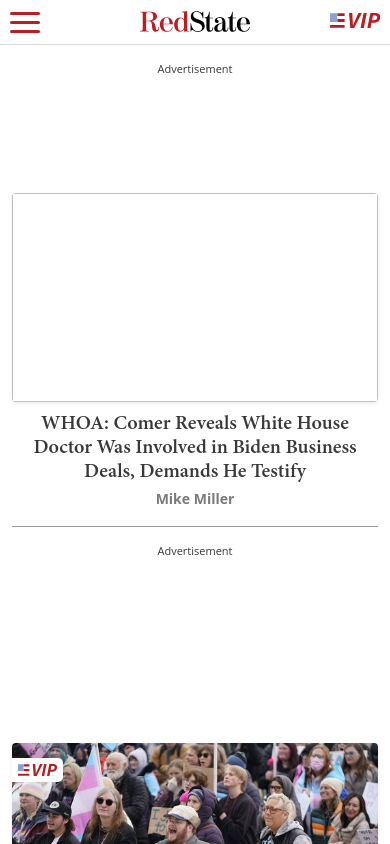 RedState
VIP
Advertisement
WHOA: Comer Reveals White House
Doctor Was Involved in Biden Business
Deals, Demands He Testify
Mike Miller
Advertisement
VIP